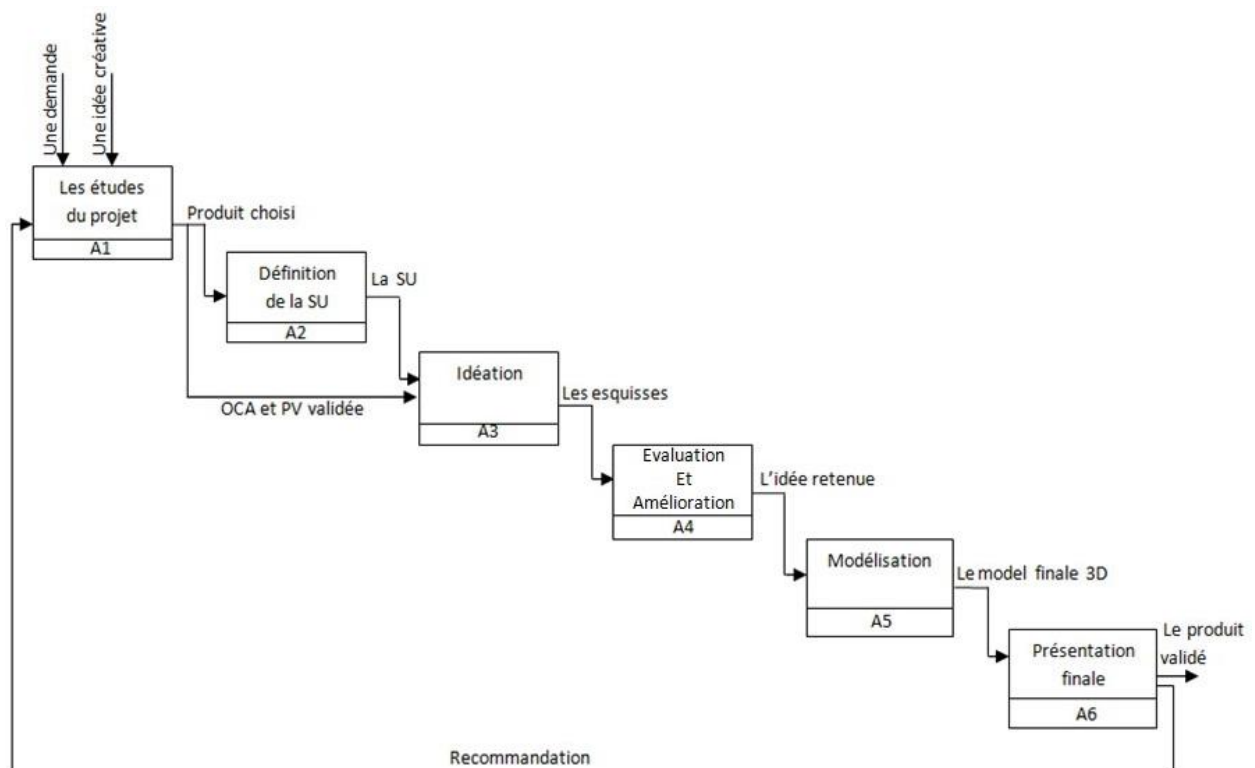 Une demande
Une idée créative
Les études
du projet
A1
Produit choisi
Définition
de la SU
A2
La SU
OCA et PV validée
Idéation
A3
Les esquisses
Evaluation
Et
Amélioration
A4
L'idée retenue
Modélisation
A5
Le model finale 3D
Présentation
finale
A6
Le produit
validé
Recommandation